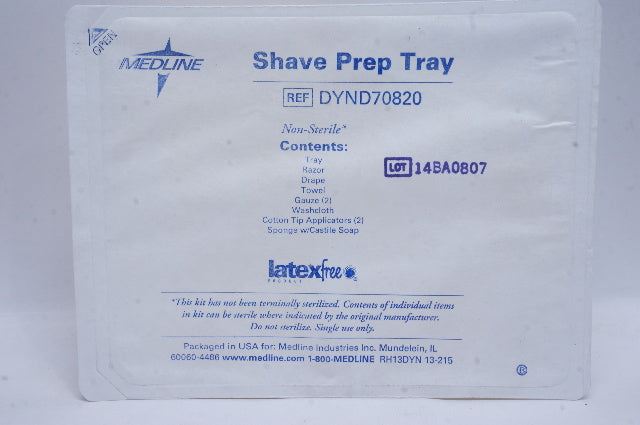 OPEN
MEDLINE
Shave Prep Tray
REF DYND70820
Non-Sterile*
Contents:
Tray
Razor
Drape
Towel
Gauze (2)
Washcloth
Cotton Tip Applicators (2)
Sponge w/Castile Soap
LOT 14BA0807
latexfree
PRODUCT
*This kit has not been terminally sterilized. Contents of individual items
in kit can be sterile where indicated by the original manufacturer.
Do not sterilize. Single use only.
Packaged in USA for: Medline Industries Inc. Mundelein, IL
60060-4486 www.medline.com 1-800-MEDLINE RH13DYN 13-215
®